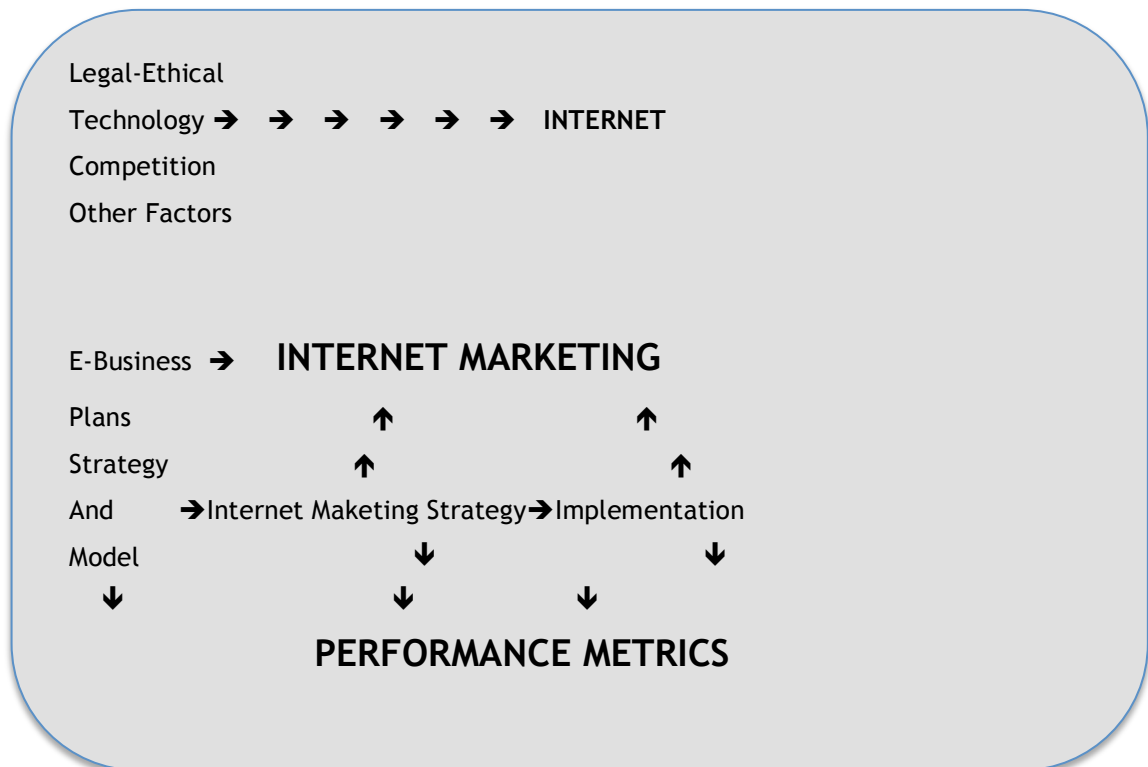 Legal-Ethical
Technology ➔ ➔ ➔ ➔ ➔ ➔ INTERNET
Competition
Other Factors
E-Business ➔ INTERNET MARKETING
Plans ↑ ↑
Strategy ↑ ↑
And ➔Internet Maketing Strategy➔Implementation
Model ↓ ↓
↓ ↓ ↓
PERFORMANCE METRICS